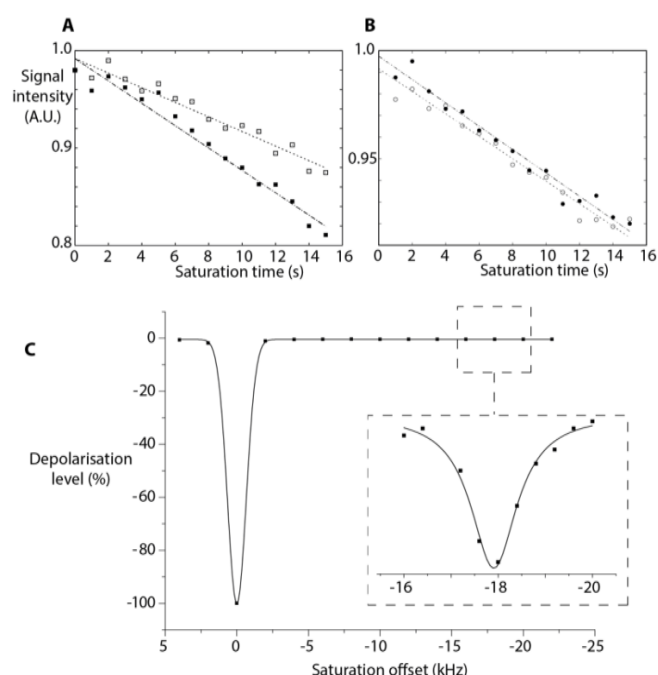 A
B
1.0
Signal
intensity
(A.U.)
0.9
0.8
0 2 4 6 8 10 12 14 16
Saturation time (s)
1.0
0.95
0 2 4 6 8 10 12 14 16
Saturation time (s)
C
0
-20
-40
-60
-80
-100
Depolarisation
level (%)
-16 -18 -20
5 0 -5 -10 -15 -20 -25
Saturation offset (kHz)